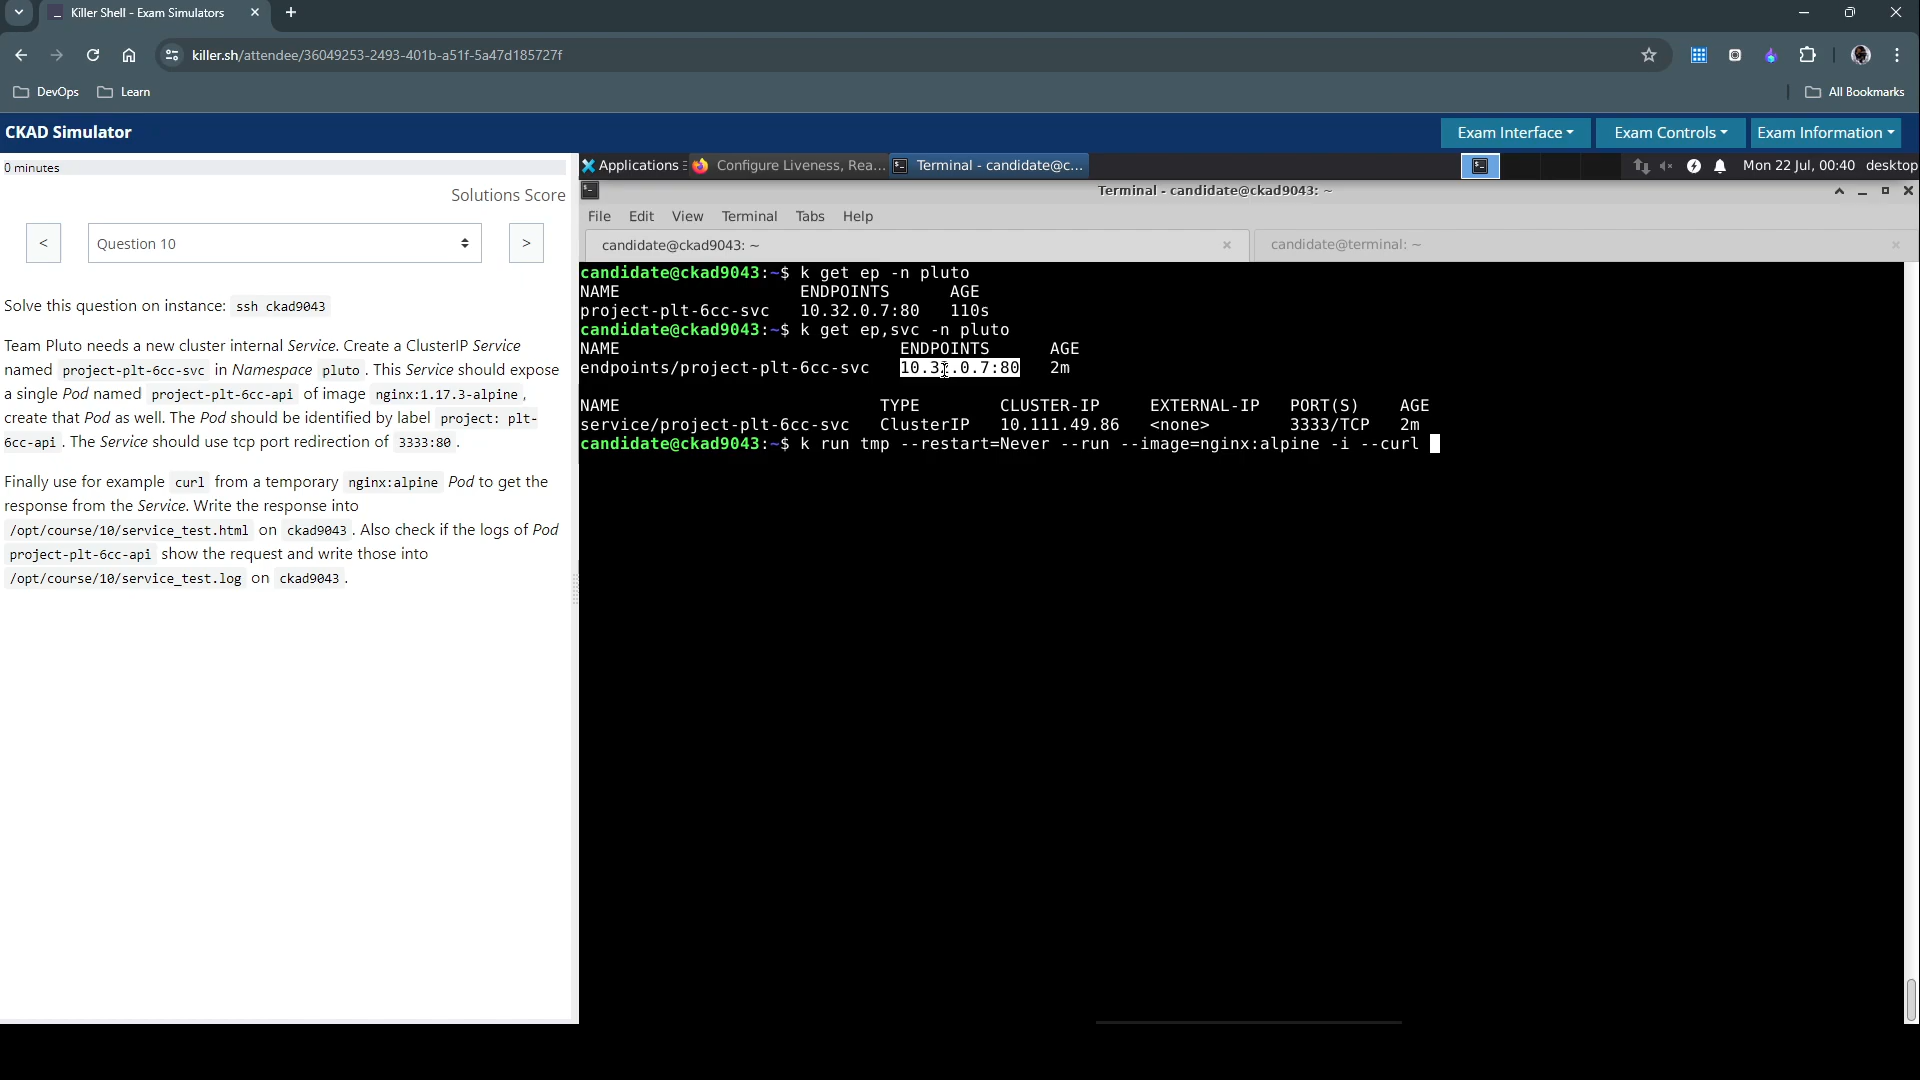 Killer Shell - Exam Simulators
killer.sh/attendee/36049253-2493-401b-a51f-5a47d185727f
DevOps
Learn
All Bookmarks
CKAD Simulator
Exam Interface
Exam Controls
Exam Information
0 minutes
Solutions Score
<
Question 10
>
Solve this question on instance: ssh ckad9043
Team Pluto needs a new cluster internal Service. Create a ClusterIP Service
named project-plt-6cc-svc in Namespace pluto . This Service should expose
a single Pod named project-plt-6cc-api of image nginx:1.17.3-alpine ,
create that Pod as well. The Pod should be identified by label project: plt-
6cc-api . The Service should use tcp port redirection of 3333:80 .
Finally use for example curl from a temporary nginx:alpine Pod to get the
response from the Service. Write the response into
/opt/course/10/service_test.html on ckad9043 . Also check if the logs of Pod
project-plt-6cc-api show the request and write those into
/opt/course/10/service_test.log on ckad9043 .
Applications
Configure Liveness, Rea...
Terminal - candidate@c...
Mon 22 Jul, 00:40 desktop
Terminal - candidate@ckad9043: ~
File Edit View Terminal Tabs Help
candidate@ckad9043: ~
candidate@terminal: ~
candidate@ckad9043:~$ k get ep -n pluto
NAME ENDPOINTS AGE
project-plt-6cc-svc 10.32.0.7:80 110s
candidate@ckad9043:~$ k get ep,svc -n pluto
NAME ENDPOINTS AGE
endpoints/project-plt-6cc-svc 10.32.0.7:80 2m
NAME TYPE CLUSTER-IP EXTERNAL-IP PORT(S) AGE
service/project-plt-6cc-svc ClusterIP 10.111.49.86 <none> 3333/TCP 2m
candidate@ckad9043:~$ k run tmp --restart=Never --run --image=nginx:alpine -i --curl